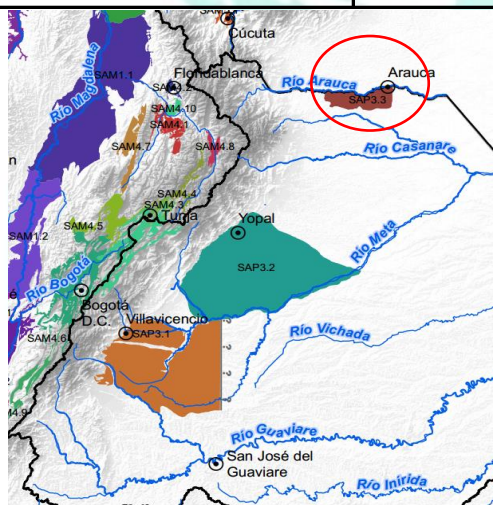 Cúcuta
SAM1.1
Río Magdalena
Floridablanca
SAM4.2
Río Arauca
Arauca
SAP3.3
SAM4.10
SAM4.1
SAM4.7
SAM4.8
Río Casanare
SAM4.4
SAM4.3
Tunja
SAM4.5
Yopal
SAM1.2
SAP3.2
Río Meta
Río Bogotá
Bogotá
D.C.
Villavicencio
SAP3.1
Río Vichada
SAM4.6
Río Guaviare
San José del
Guaviare
Río Inírida